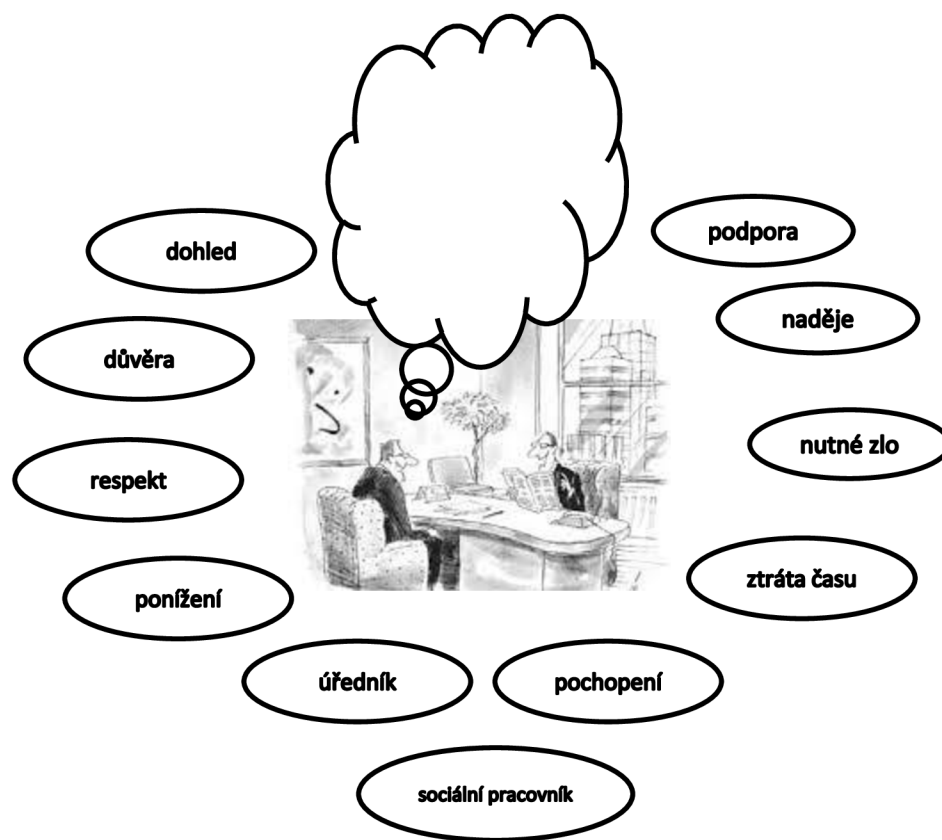 dohled
podpora
naděje
důvěra
nutné zlo
respekt
ztráta času
ponížení
úředník
pochopení
sociální pracovník